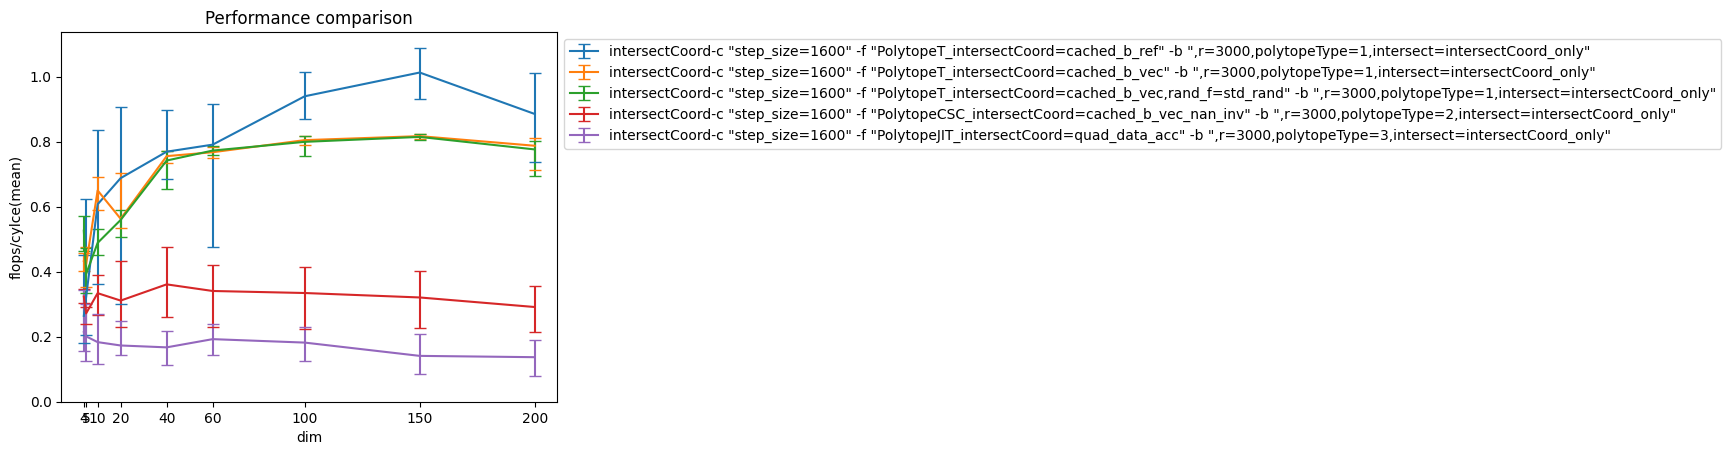 Performance comparison
flops/cylce(mean)
1.0
0.8
0.6
0.4
0.2
0.0
4 5 10 20 40 60 100 150 200
dim
intersectCoord-c "step_size=1600" -f "PolytopeT_intersectCoord=cached_b_ref" -b ",r=3000,polytopeType=1,intersect=intersectCoord_only"
intersectCoord-c "step_size=1600" -f "PolytopeT_intersectCoord=cached_b_vec" -b ",r=3000,polytopeType=1,intersect=intersectCoord_only"
intersectCoord-c "step_size=1600" -f "PolytopeT_intersectCoord=cached_b_vec,rand_f=std_rand" -b ",r=3000,polytopeType=1,intersect=intersectCoord_only"
intersectCoord-c "step_size=1600" -f "PolytopeCSC_intersectCoord=cached_b_vec_nan_inv" -b ",r=3000,polytopeType=2,intersect=intersectCoord_only"
intersectCoord-c "step_size=1600" -f "PolytopeJIT_intersectCoord=quad_data_acc" -b ",r=3000,polytopeType=3,intersect=intersectCoord_only"